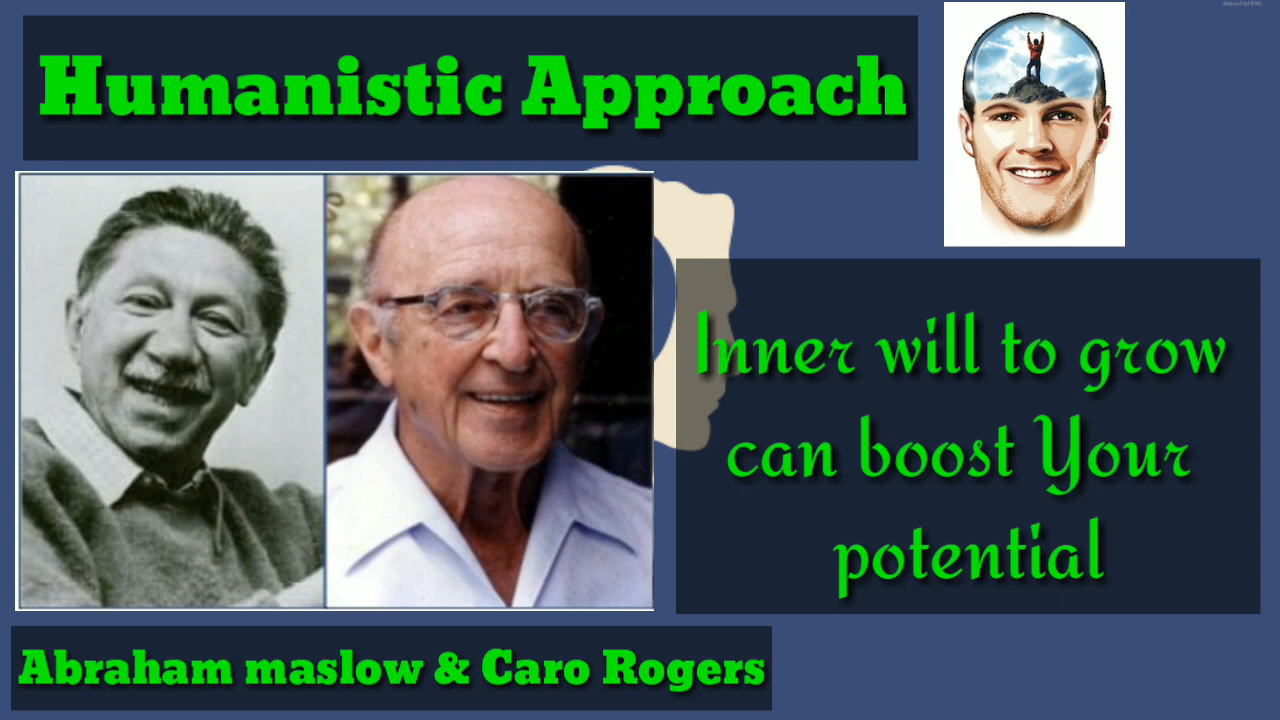 Humanistic Approach
Inner will to grow
can boost Your
potential
Abraham maslow & Caro Rogers